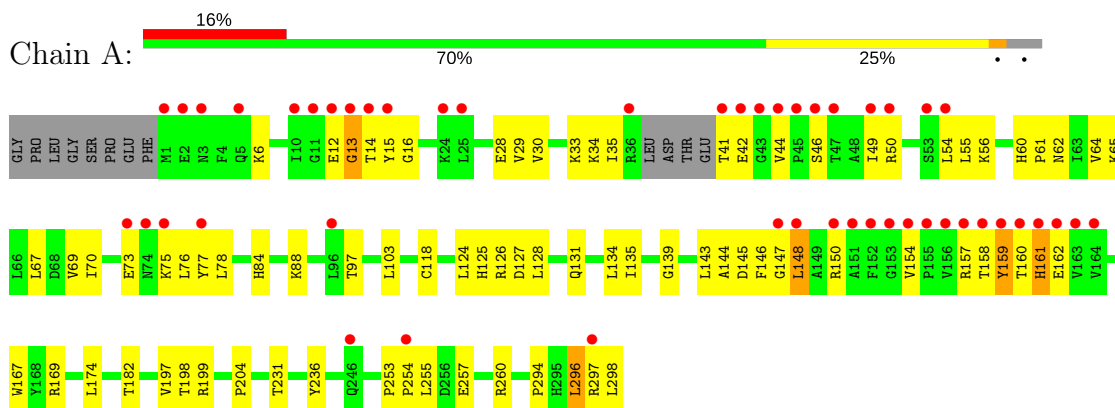 16%
Chain A:
70% 25% • •
GLY PRO LEU GLY SER PRO GLU PHE M1 E2 N3 F4 Q5 K6 I10 G11 E12 G13 T14 Y15 G16 K24 L25 E28 V29 V30 K33 K34 I35 R36 LEU ASP THR GLU T41 E42 G43 V44 P45 S46 T47 A48 I49 R50 S53 L54 L55 K56 H60 P61 N62 I63 V64 K65
L66 L67 D68 V69 I70 E73 N74 K75 L76 Y77 L78 H84 K88 L96 T97 L103 C118 L124 H125 R126 D127 L128 Q131 L134 I135 G139 L143 A144 D145 F146 G147 L148 A149 R150 A151 F152 G153 V154 P155 V156 R157 T158 Y159 T160 H161 E162 V163 V164
W167 Y168 R169 L174 T182 V197 T198 R199 P204 T231 Y236 Q246 P253 P254 L255 D256 E257 R260 P294 H295 L296 R297 L298